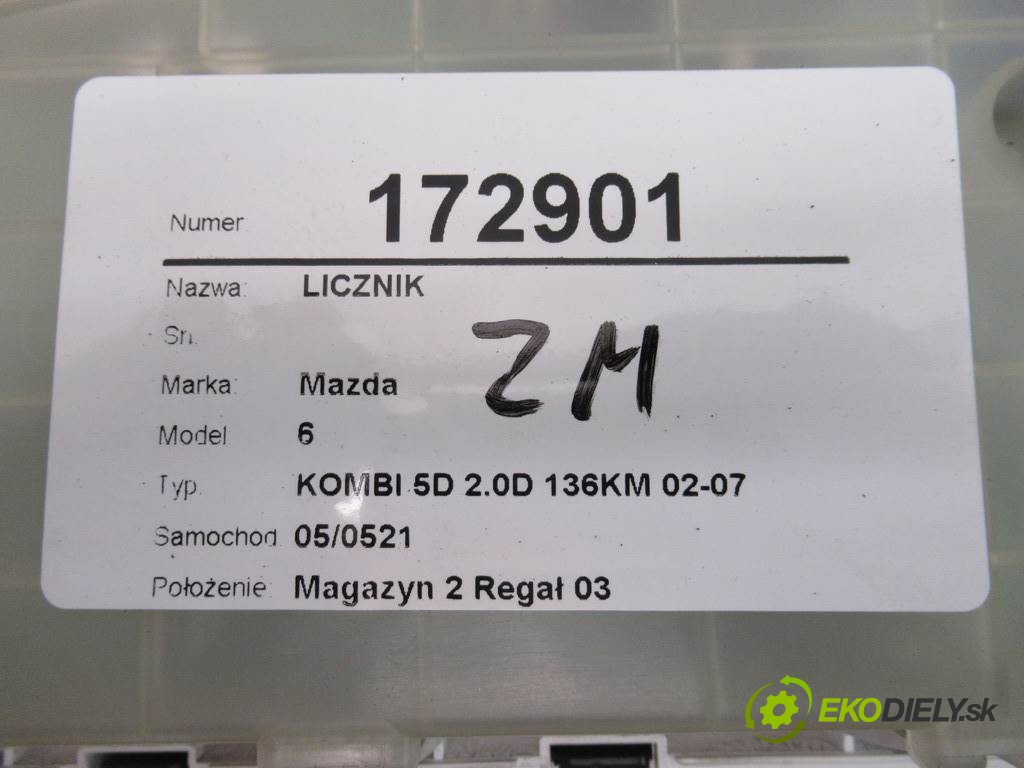 Numer 172901
Nazwa: LICZNIK
Sn.
ZM
Marka: Mazda
Model: 6
Typ. KOMBI 5D 2.0D 136KM 02-07
Samochod 05/0521
Położenie: Magazyn 2 Regał 03
EKODIELY.sk